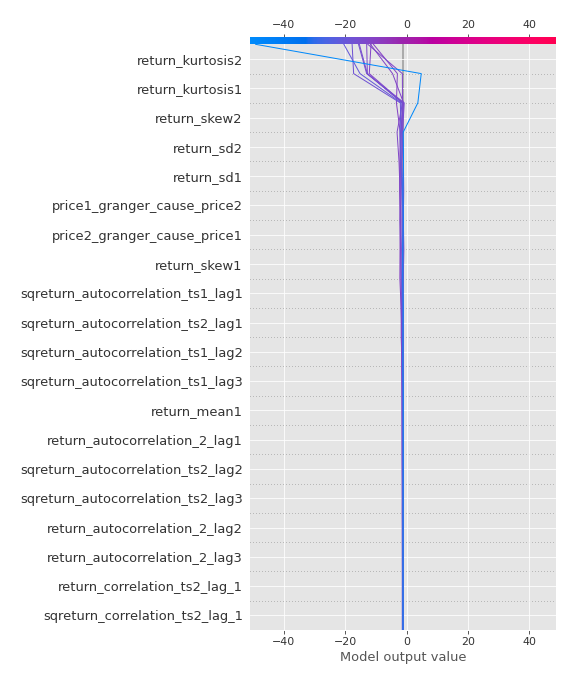 −40 −20 0 20 40
return_kurtosis2
return_kurtosis1
return_skew2
return_sd2
return_sd1
price1_granger_cause_price2
price2_granger_cause_price1
return_skew1
sqreturn_autocorrelation_ts1_lag1
sqreturn_autocorrelation_ts2_lag1
sqreturn_autocorrelation_ts1_lag2
sqreturn_autocorrelation_ts1_lag3
return_mean1
return_autocorrelation_2_lag1
sqreturn_autocorrelation_ts2_lag2
sqreturn_autocorrelation_ts2_lag3
return_autocorrelation_2_lag2
return_autocorrelation_2_lag3
return_correlation_ts2_lag_1
sqreturn_correlation_ts2_lag_1
−40 −20 0 20 40
Model output value